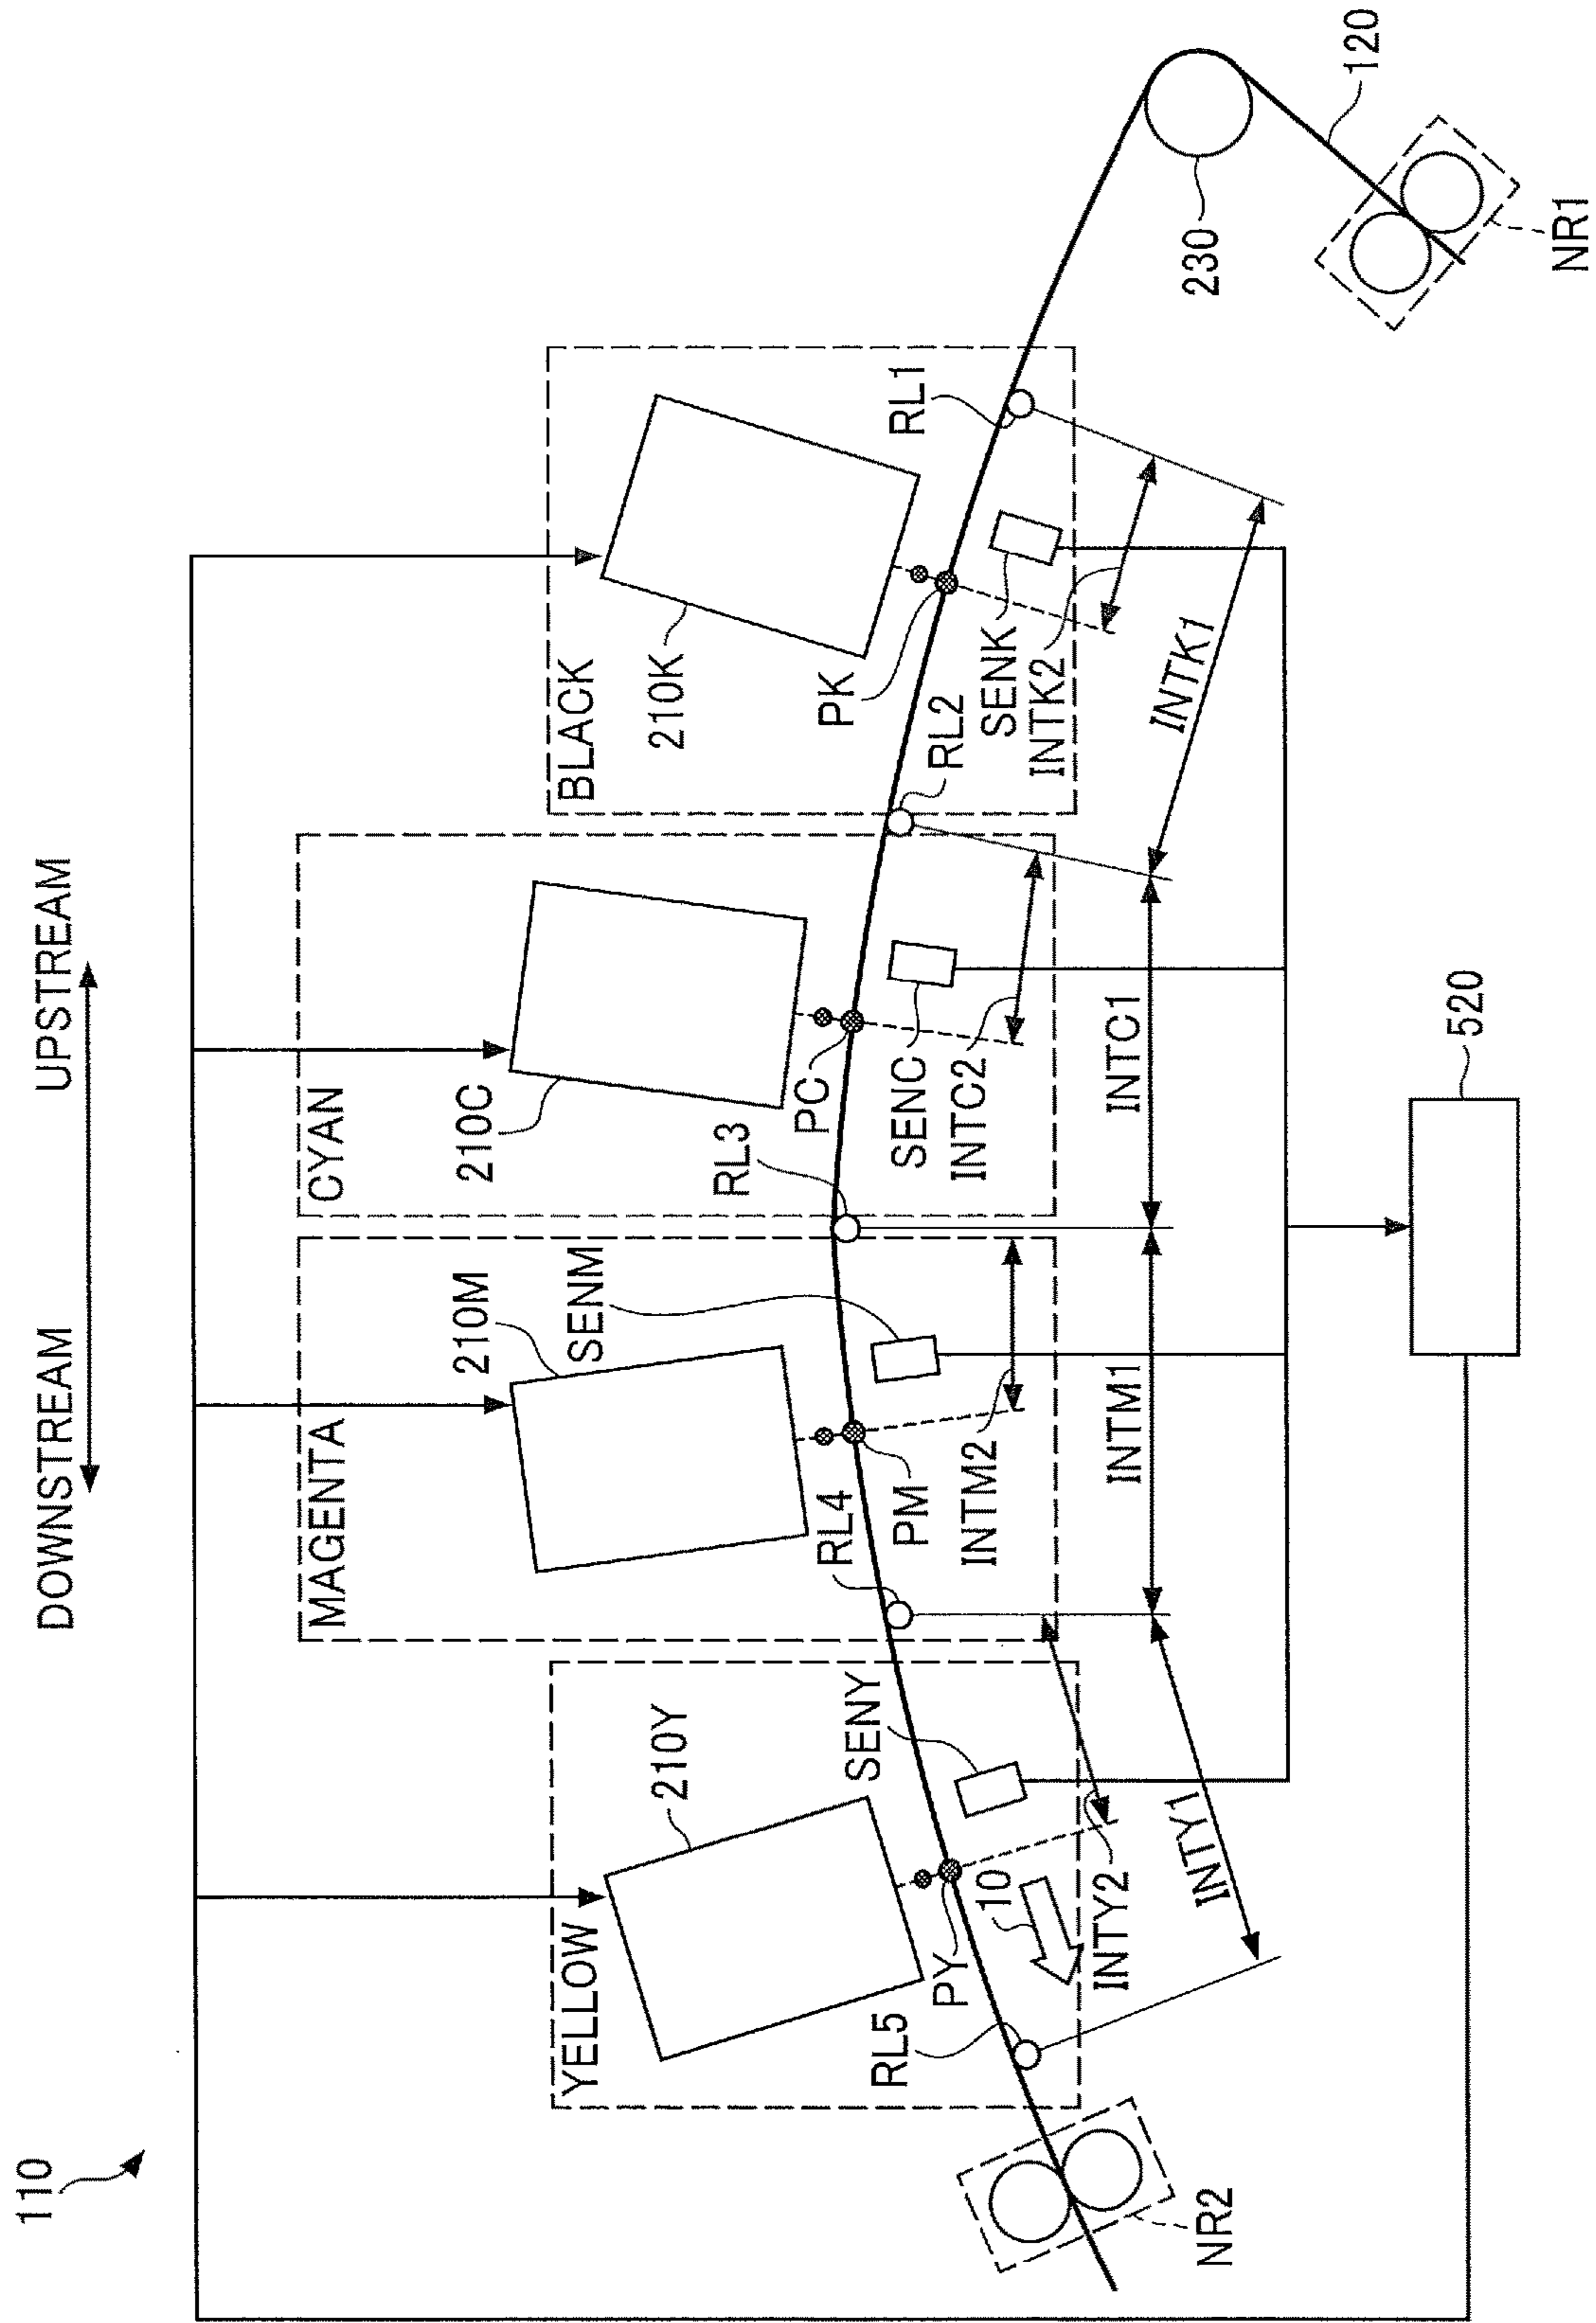 110
DOWNSTREAM
UPSTREAM
YELLOW
210Y
MAGENTA
210M
CYAN
210C
BLACK
210K
RL5
PY
10
SENY
RL4
PM
SENM
RL3
PC
SENC
RL2
PK
SENK
RL1
INTY2
INTY1
INTM2
INTM1
INTC2
INTC1
INTK2
INTK1
NR2
520
230
120
NR1